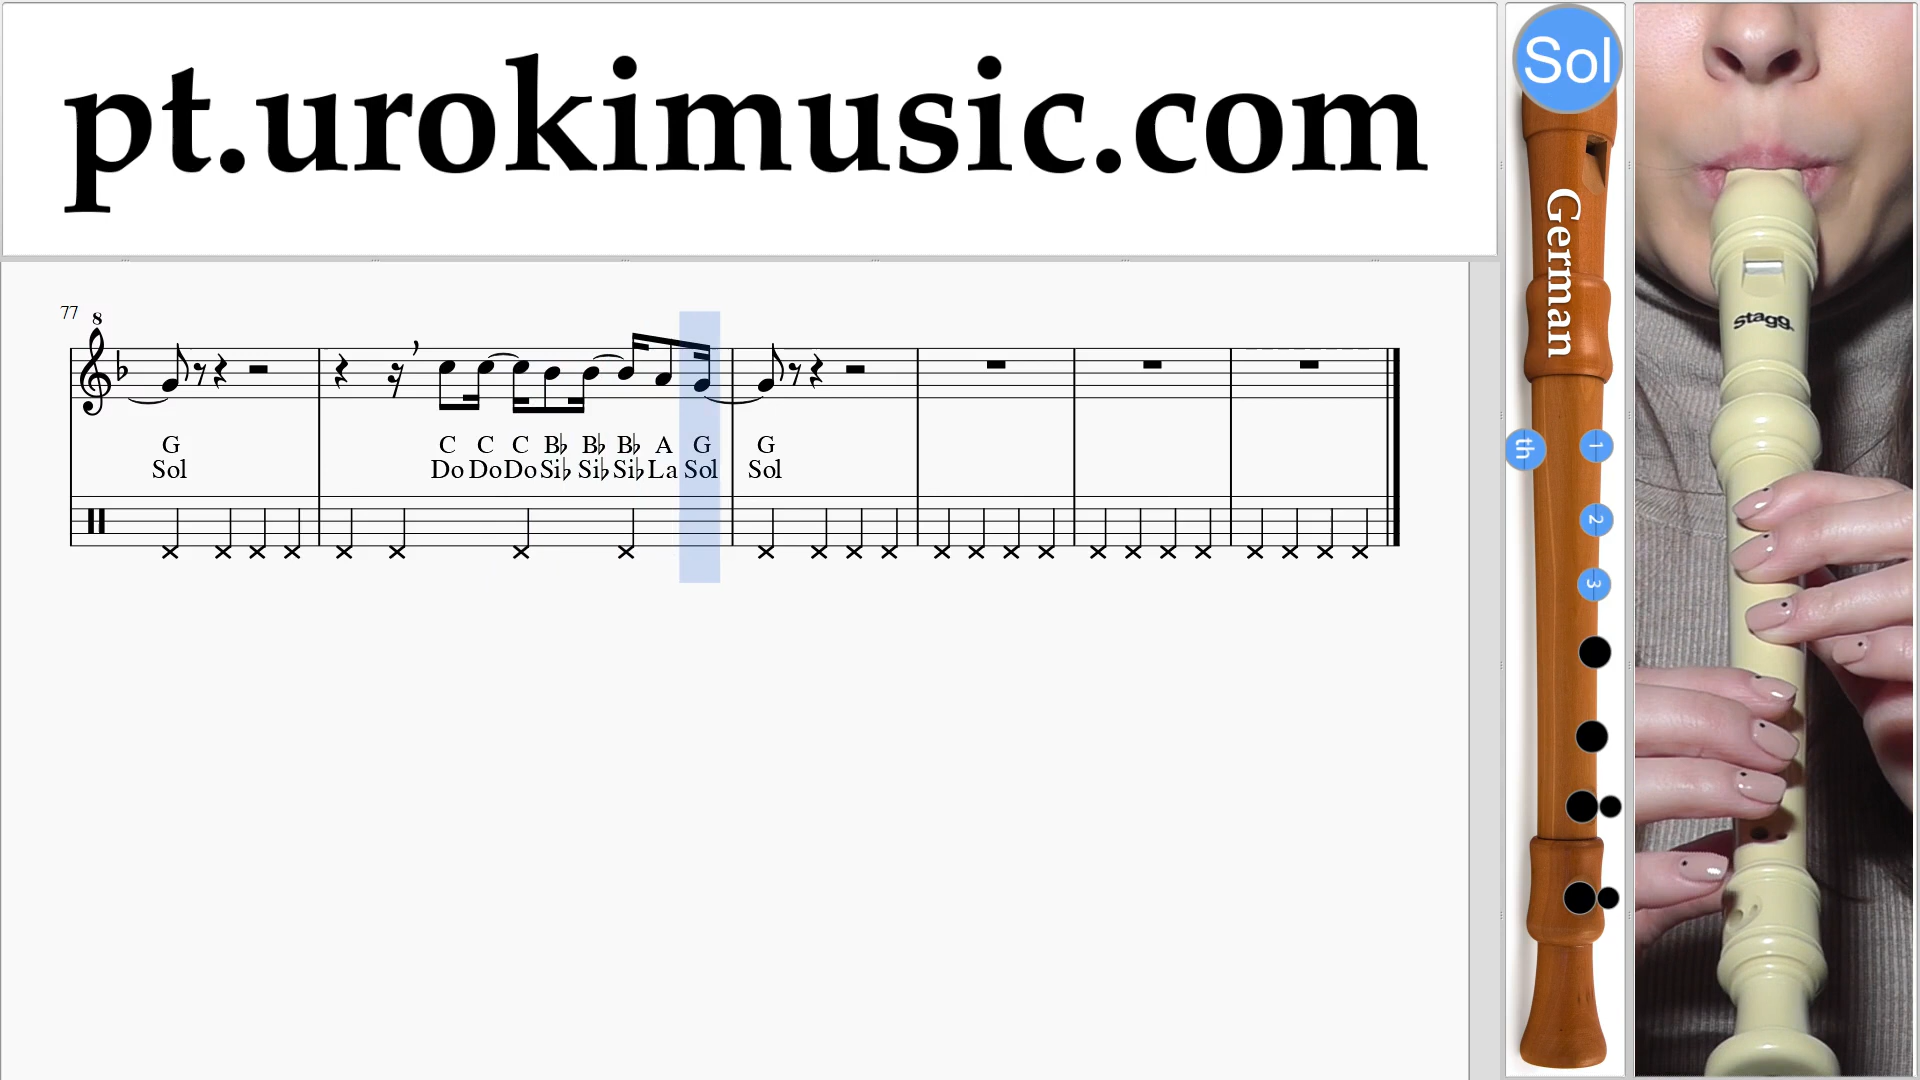 pt.urokimusic.com
Sol
German
77
8
G C C C B♭ B♭ B♭ A G G
Sol Do Do Do Si♭ Si♭ Si♭ La Sol Sol
th
1
2
3
Stagg